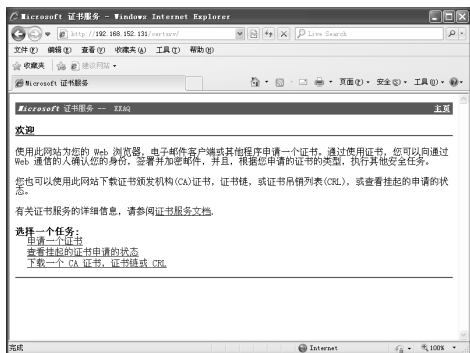 Microsoft 证书服务 - Windows Internet Explorer
http://192.168.152.131/certsrv/
Live Search
文件(F) 编辑(E) 查看(V) 收藏夹(A) 工具(T) 帮助(H)
收藏夹 建议网站
Microsoft 证书服务
页面(P) 安全(S) 工具(O)
Microsoft 证书服务 -- XXAQ 主页
欢迎
使用此网站为您的 Web 浏览器，电子邮件客户端或其他程序申请一个证书。通过使用证书，您可以向通过
Web 通信的人确认您的身份，签署并加密邮件，并且，根据您申请的证书的类型，执行其他安全任务。
您也可以使用此网站下载证书颁发机构(CA)证书，证书链，或证书吊销列表(CRL)，或查看挂起的申请的状
态。
有关证书服务的详细信息，请参阅证书服务文档.
选择一个任务:
申请一个证书
查看挂起的证书申请的状态
下载一个 CA 证书，证书链或 CRL
完成 Internet 100%